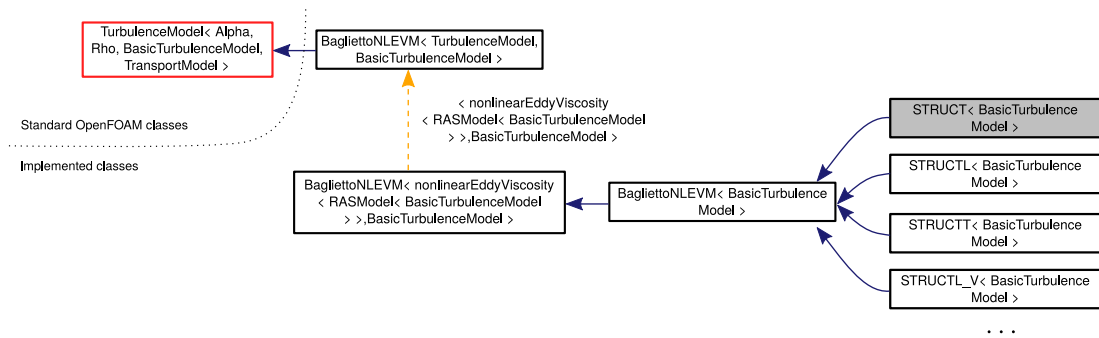 TurbulenceModel< Alpha,
Rho, BasicTurbulenceModel,
TransportModel >
BagliettoNLEVM< TurbulenceModel,
BasicTurbulenceModel >
Standard OpenFOAM classes
Implemented classes
< nonlinearEddyViscosity
< RASModel< BasicTurbulenceModel
> >,BasicTurbulenceModel >
BagliettoNLEVM< nonlinearEddyViscosity
< RASModel< BasicTurbulenceModel
> >,BasicTurbulenceModel >
BagliettoNLEVM< BasicTurbulence
Model >
STRUCT< BasicTurbulence
Model >
STRUCTL< BasicTurbulence
Model >
STRUCTT< BasicTurbulence
Model >
STRUCTL_V< BasicTurbulence
Model >
. . .